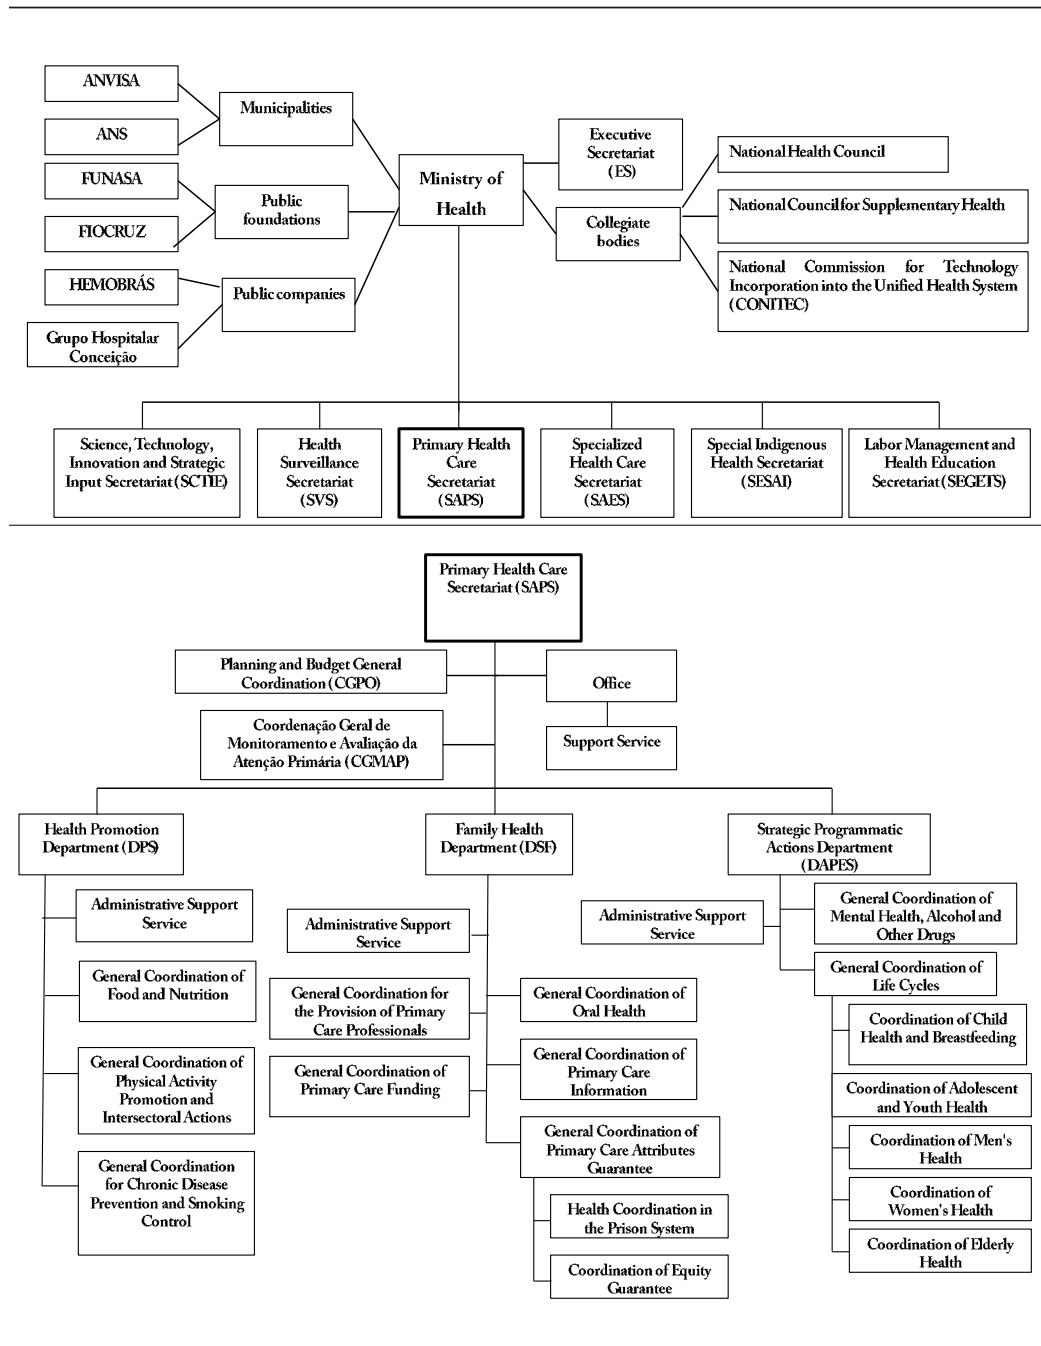 ANVISA
ANS
FUNASA
FIOCRUZ
HEMOBRÁS
Grupo Hospitalar
Conceição
Municipalities
Public
foundations
Public companies
Ministry of
Health
Executive
Secretariat
(ES)
Collegiate
bodies
National Health Council
National Council for Supplementary Health
National Commission for Technology
Incorporation into the Unified Health System
(CONITEC)
Science, Technology,
Innovation and Strategic
Input Secretariat (SCTIE)
Health
Surveillance
Secretariat
(SVS)
Primary Health
Care
Secretariat
(SAPS)
Specialized
Health Care
Secretariat
(SAES)
Special Indigenous
Health Secretariat
(SESAI)
Labor Management and
Health Education
Secretariat (SEGETS)
Primary Health Care
Secretariat (SAPS)
Planning and Budget General
Coordination (CGPO)
Office
Coordenação Geral de
Monitoramento e Avaliação da
Atenção Primária (CGMAP)
Support Service
Health Promotion
Department (DPS)
Administrative Support
Service
General Coordination of
Food and Nutrition
General Coordination of
Physical Activity
Promotion and
Intersectoral Actions
General Coordination
for Chronic Disease
Prevention and Smoking
Control
Family Health
Department (DSF)
Administrative Support
Service
General Coordination for
the Provision of Primary
Care Professionals
General Coordination of
Primary Care Funding
General Coordination of
Oral Health
General Coordination of
Primary Care
Information
General Coordination of
Primary Care Attributes
Guarantee
Health Coordination in
the Prison System
Coordination of Equity
Guarantee
Strategic Programmatic
Actions Department
(DAPES)
Administrative Support
Service
General Coordination of
Mental Health, Alcohol and
Other Drugs
General Coordination of
Life Cycles
Coordination of Child
Health and Breastfeeding
Coordination of Adolescent
and Youth Health
Coordination of Men's
Health
Coordination of
Women's Health
Coordination of Elderly
Health